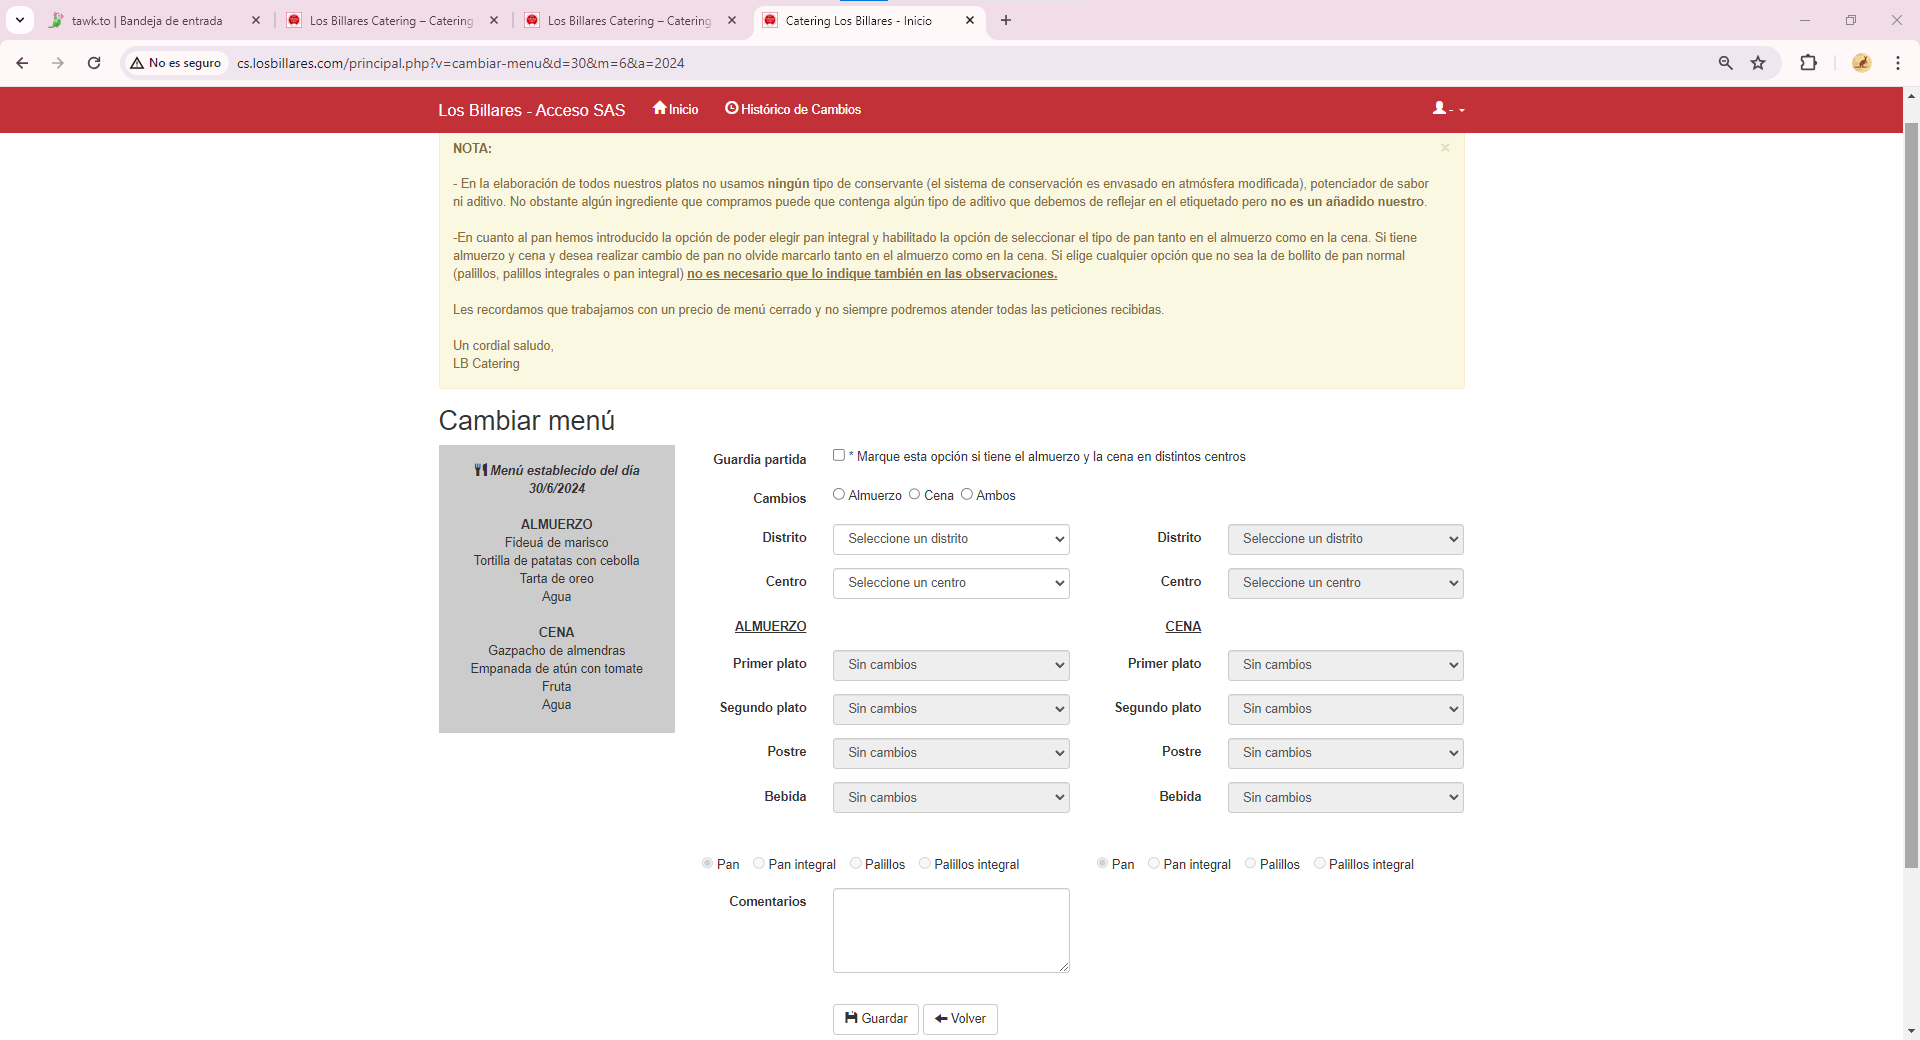 tawk.to | Bandeja de entrada
Los Billares Catering – Catering
Los Billares Catering – Catering
Catering Los Billares - Inicio
No es seguro
cs.losbillares.com/principal.php?v=cambiar-menu&d=30&m=6&a=2024
Los Billares - Acceso SAS
Inicio
Histórico de Cambios
-
NOTA:
×
- En la elaboración de todos nuestros platos no usamos ningún tipo de conservante (el sistema de conservación es envasado en atmósfera modificada), potenciador de sabor
ni aditivo. No obstante algún ingrediente que compramos puede que contenga algún tipo de aditivo que debemos de reflejar en el etiquetado pero no es un añadido nuestro.
-En cuanto al pan hemos introducido la opción de poder elegir pan integral y habilitado la opción de seleccionar el tipo de pan tanto en el almuerzo como en la cena. Si tiene
almuerzo y cena y desea realizar cambio de pan no olvide marcarlo tanto en el almuerzo como en la cena. Si elige cualquier opción que no sea la de bollito de pan normal
(palillos, palillos integrales o pan integral) no es necesario que lo indique también en las observaciones.
Les recordamos que trabajamos con un precio de menú cerrado y no siempre podremos atender todas las peticiones recibidas.
Un cordial saludo,
LB Catering
Cambiar menú
Menú establecido del día
30/6/2024
ALMUERZO
Fideuá de marisco
Tortilla de patatas con cebolla
Tarta de oreo
Agua
CENA
Gazpacho de almendras
Empanada de atún con tomate
Fruta
Agua
Guardia partida
* Marque esta opción si tiene el almuerzo y la cena en distintos centros
Cambios
Almuerzo Cena Ambos
Distrito Seleccione un distrito Distrito Seleccione un distrito
Centro Seleccione un centro Centro Seleccione un centro
ALMUERZO CENA
Primer plato Sin cambios Primer plato Sin cambios
Segundo plato Sin cambios Segundo plato Sin cambios
Postre Sin cambios Postre Sin cambios
Bebida Sin cambios Bebida Sin cambios
Pan Pan integral Palillos Palillos integral Pan Pan integral Palillos Palillos integral
Comentarios
Guardar Volver